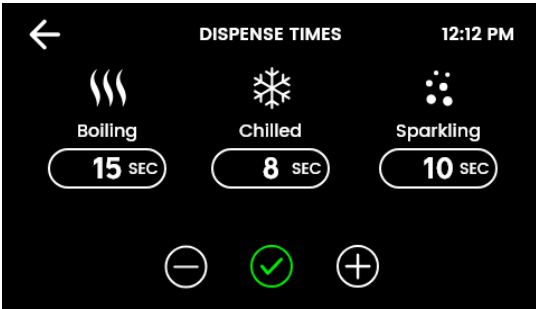 DISPENSE TIMES 12:12 PM
Boiling Chilled Sparkling
15 SEC 8 SEC 10 SEC